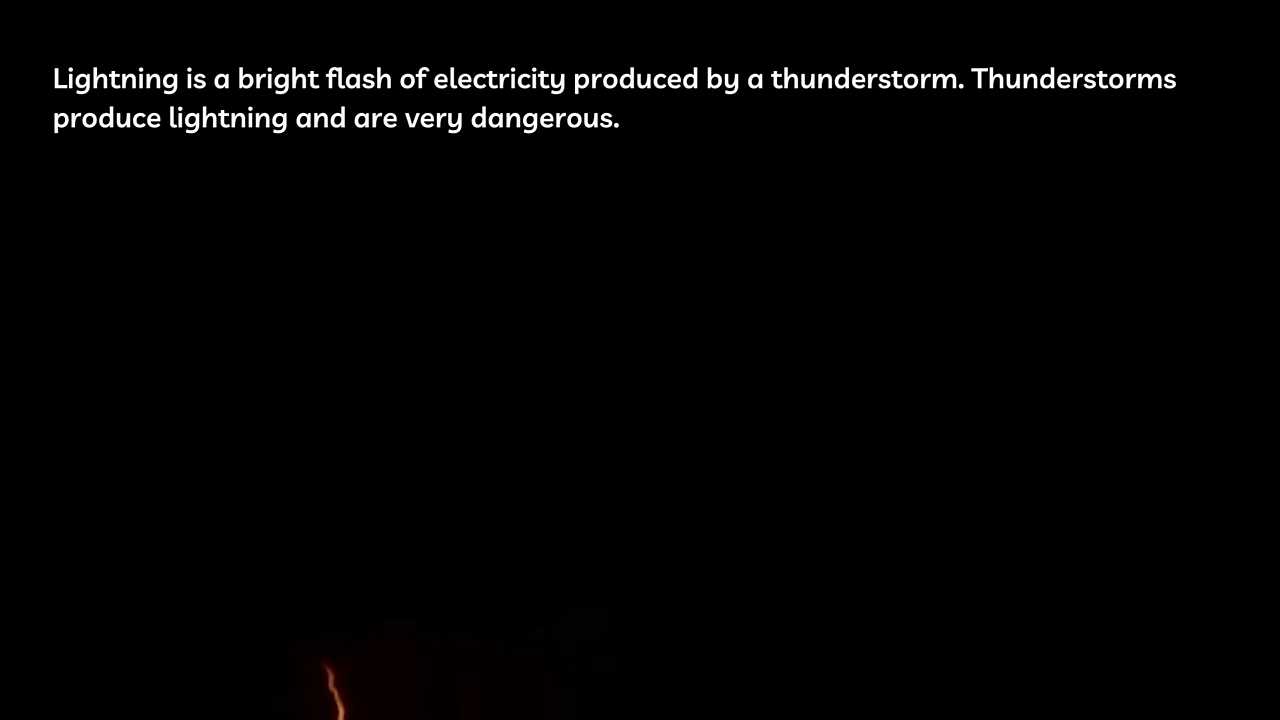 Lightning is a bright flash of electricity produced by a thunderstorm. Thunderstorms
produce lightning and are very dangerous.